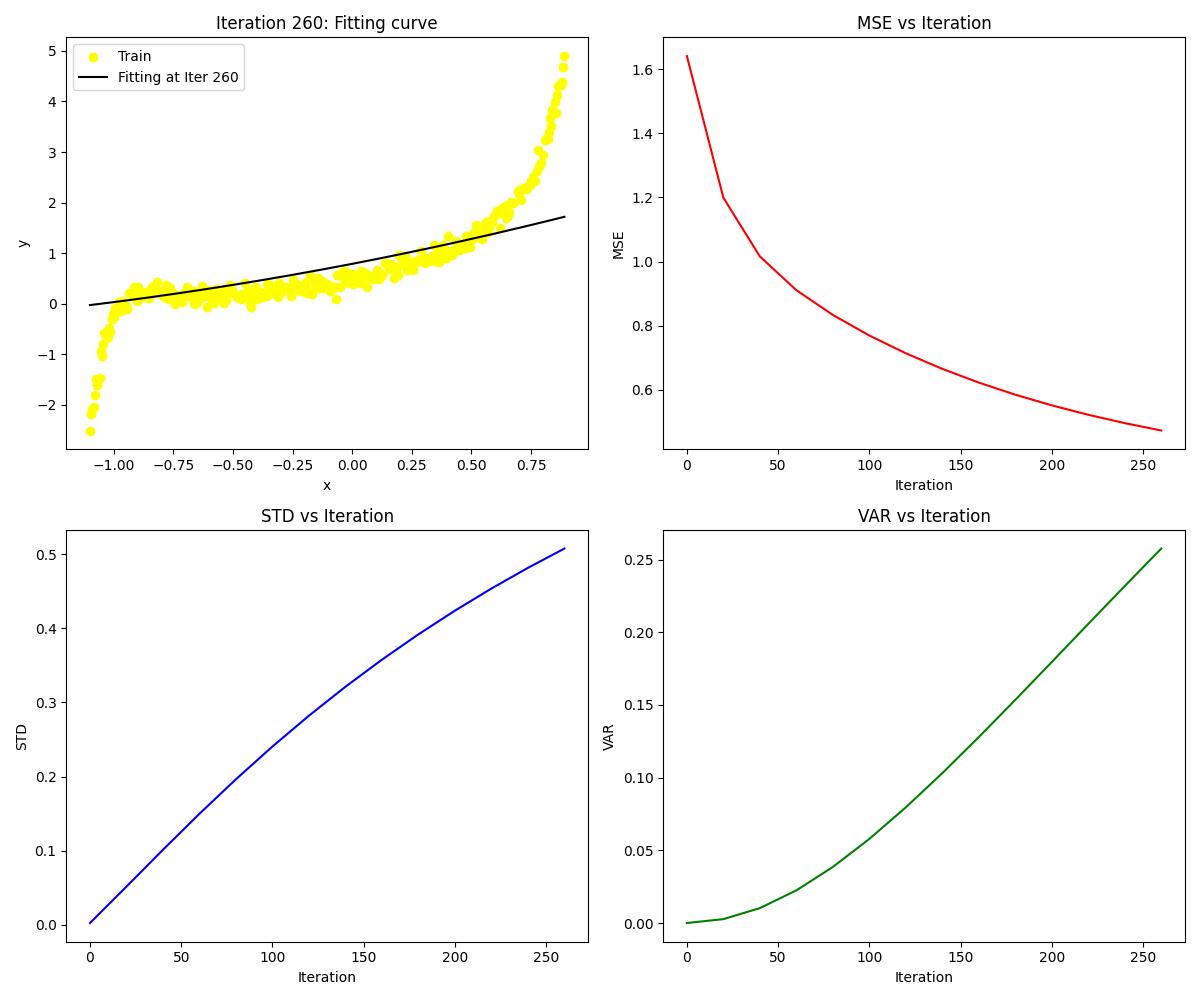 Iteration 260: Fitting curve
Train
Fitting at Iter 260
5
4
3
2
1
0
−1
−2
y
−1.00 −0.75 −0.50 −0.25 0.00 0.25 0.50 0.75
x
MSE vs Iteration
1.6
1.4
1.2
1.0
0.8
0.6
MSE
0 50 100 150 200 250
Iteration
STD vs Iteration
0.5
0.4
0.3
0.2
0.1
0.0
STD
0 50 100 150 200 250
Iteration
VAR vs Iteration
0.25
0.20
0.15
0.10
0.05
0.00
VAR
0 50 100 150 200 250
Iteration